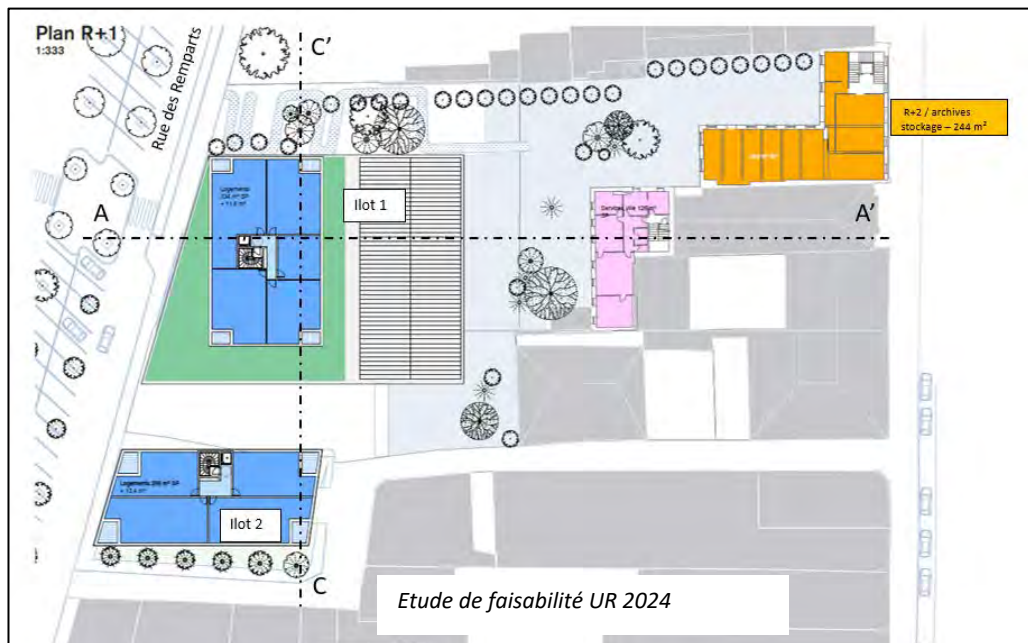 Plan R+1
1:333
Rue des Remparts
C'
R+2 / archives
stockage – 244 m²
Logements
Ilot 1
A
A'
Ilot 2
C
Etude de faisabilité UR 2024